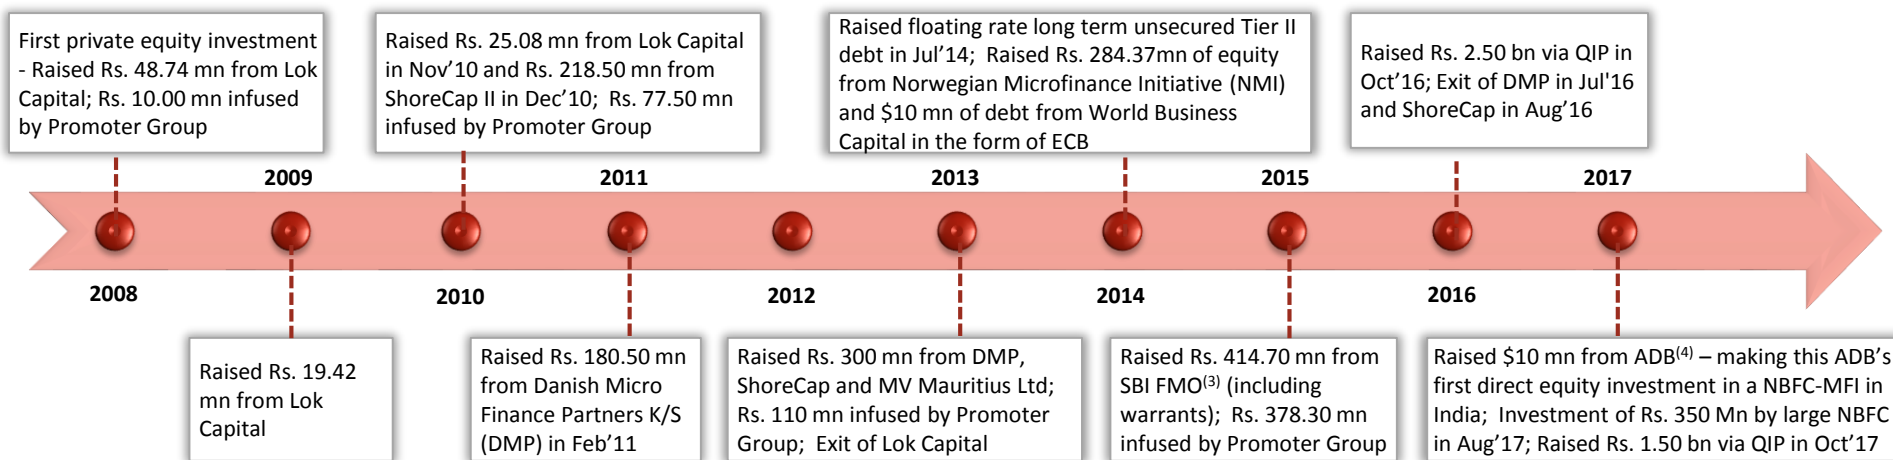 First private equity investment
- Raised Rs. 48.74 mn from Lok
Capital; Rs. 10.00 mn infused
by Promoter Group
Raised Rs. 25.08 mn from Lok Capital
in Nov’10 and Rs. 218.50 mn from
ShoreCap II in Dec’10; Rs. 77.50 mn
infused by Promoter Group
Raised floating rate long term unsecured Tier II
debt in Jul’14; Raised Rs. 284.37mn of equity
from Norwegian Microfinance Initiative (NMI)
and $10 mn of debt from World Business
Capital in the form of ECB
Raised Rs. 2.50 bn via QIP in
Oct’16; Exit of DMP in Jul'16
and ShoreCap in Aug’16
2009
2011
2013
2015
2017
2008
2010
2012
2014
2016
Raised Rs. 19.42
mn from Lok
Capital
Raised Rs. 180.50 mn
from Danish Micro
Finance Partners K/S
(DMP) in Feb’11
Raised Rs. 300 mn from DMP,
ShoreCap and MV Mauritius Ltd;
Rs. 110 mn infused by Promoter
Group; Exit of Lok Capital
Raised Rs. 414.70 mn from
SBI FMO(3) (including
warrants); Rs. 378.30 mn
infused by Promoter Group
Raised $10 mn from ADB(4) – making this ADB’s
first direct equity investment in a NBFC-MFI in
India; Investment of Rs. 350 Mn by large NBFC
in Aug’17; Raised Rs. 1.50 bn via QIP in Oct’17